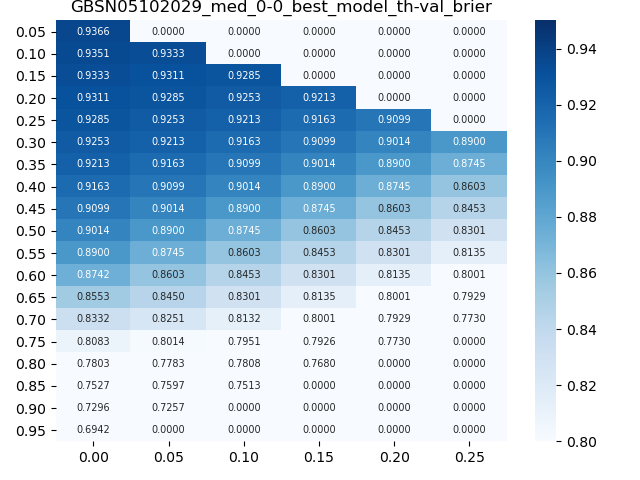 GBSN05102029_med_0-0_best_model_th-val_brier
0.05 0.9366 0.0000 0.0000 0.0000 0.0000 0.0000
0.10 0.9351 0.9333 0.0000 0.0000 0.0000 0.0000
0.15 0.9333 0.9311 0.9285 0.0000 0.0000 0.0000
0.20 0.9311 0.9285 0.9253 0.9213 0.0000 0.0000
0.25 0.9285 0.9253 0.9213 0.9163 0.9099 0.0000
0.30 0.9253 0.9213 0.9163 0.9099 0.9014 0.8900
0.35 0.9213 0.9163 0.9099 0.9014 0.8900 0.8745
0.40 0.9163 0.9099 0.9014 0.8900 0.8745 0.8603
0.45 0.9099 0.9014 0.8900 0.8745 0.8603 0.8453
0.50 0.9014 0.8900 0.8745 0.8603 0.8453 0.8301
0.55 0.8900 0.8745 0.8603 0.8453 0.8301 0.8135
0.60 0.8742 0.8603 0.8453 0.8301 0.8135 0.8001
0.65 0.8553 0.8450 0.8301 0.8135 0.8001 0.7929
0.70 0.8332 0.8251 0.8132 0.8001 0.7929 0.7730
0.75 0.8083 0.8014 0.7951 0.7926 0.7730 0.0000
0.80 0.7803 0.7783 0.7808 0.7680 0.0000 0.0000
0.85 0.7527 0.7597 0.7513 0.0000 0.0000 0.0000
0.90 0.7296 0.7257 0.0000 0.0000 0.0000 0.0000
0.95 0.6942 0.0000 0.0000 0.0000 0.0000 0.0000
0.00 0.05 0.10 0.15 0.20 0.25
0.94
0.92
0.90
0.88
0.86
0.84
0.82
0.80